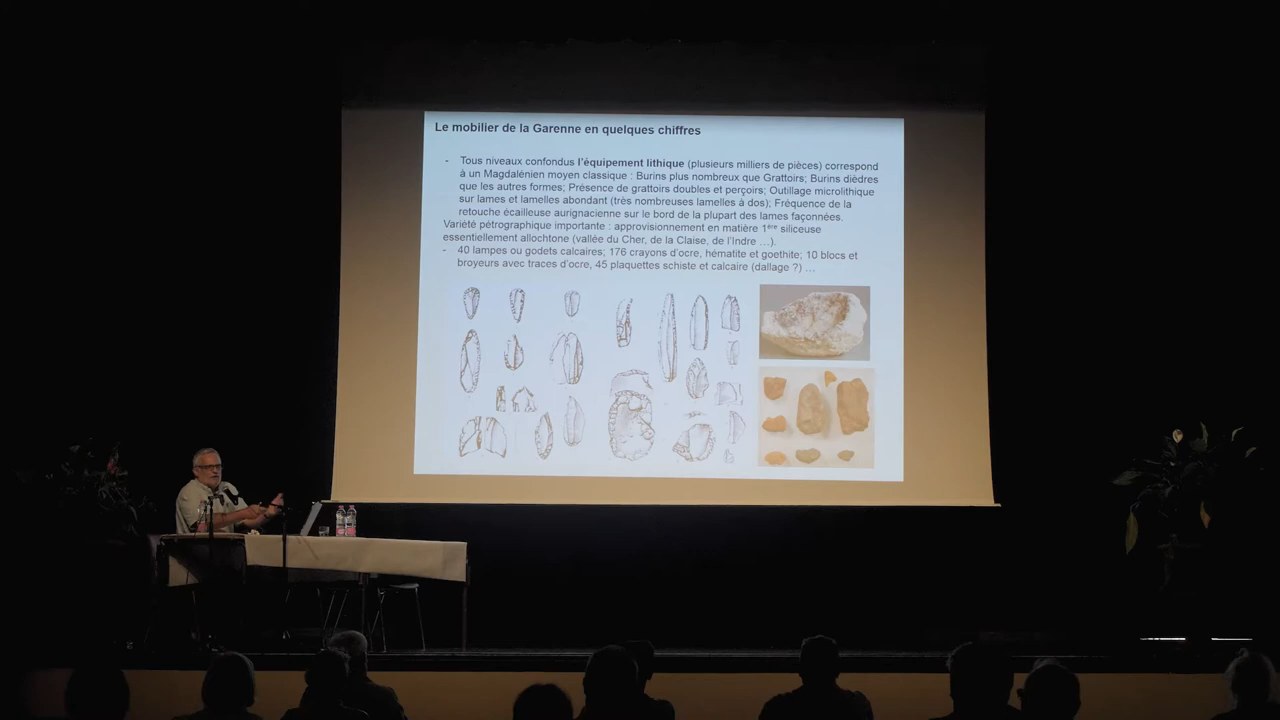 Le mobilier de la Garenne en quelques chiffres
- Tous niveaux confondus l'équipement lithique (plusieurs milliers de pièces) correspond
à un Magdalénien moyen classique : Burins plus nombreux que Grattoirs; Burins dièdres
que les autres formes; Présence de grattoirs doubles et perçoirs; Outillage microlithique
sur lames et lamelles abondant (très nombreuses lamelles à dos); Fréquence de la
retouche écailleuse aurignacienne sur le bord de la plupart des lames façonnées.
Variété pétrographique importante : approvisionnement en matière 1ère siliceuse
essentiellement allochtone (vallée du Cher, de la Claise, de l'Indre …).
- 40 lampes ou godets calcaires; 176 crayons d'ocre, hématite et goethite; 10 blocs et
broyeurs avec traces d'ocre, 45 plaquettes schiste et calcaire (dallage ?) …